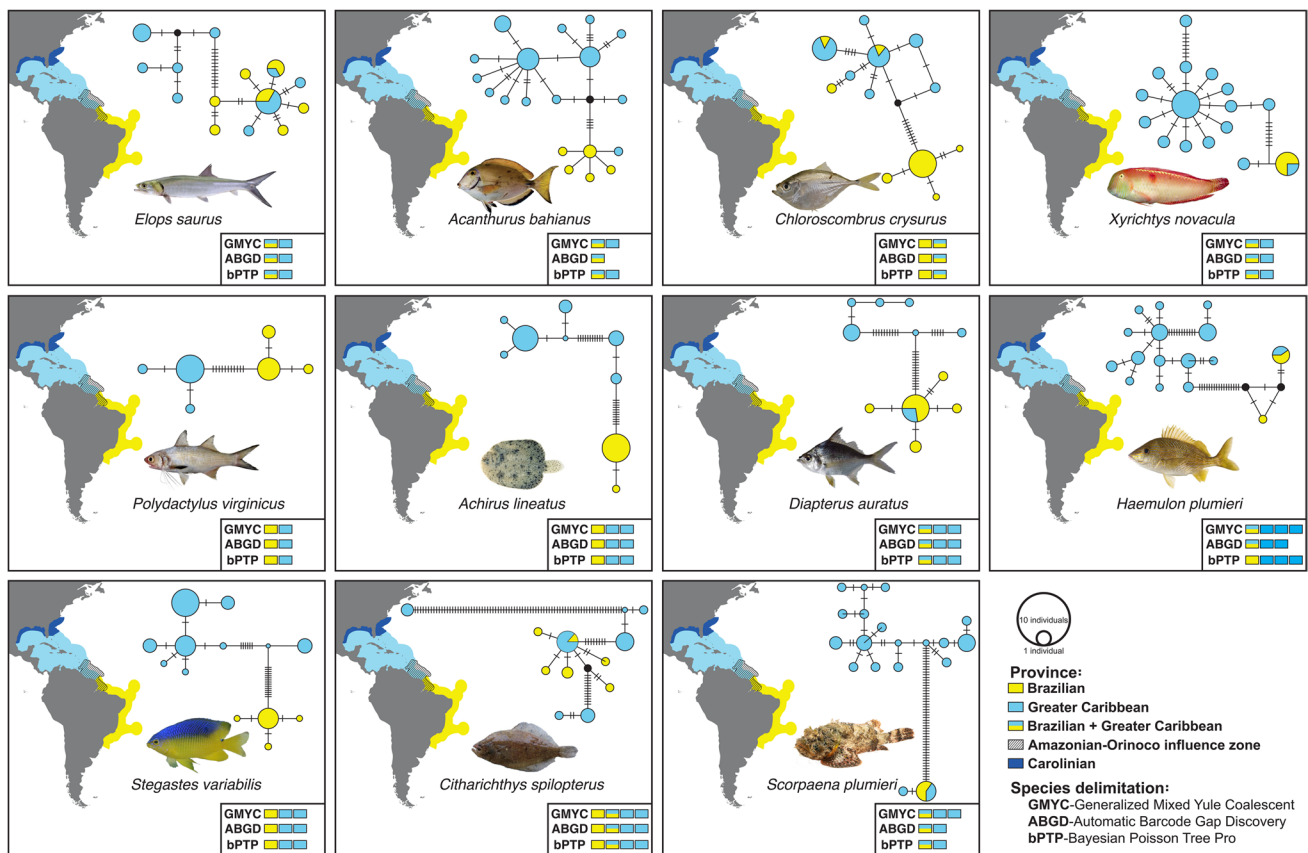 Elops saurus
GMYC
ABGD
bPTP
Acanthurus bahianus
GMYC
ABGD
bPTP
Chloroscombrus crysurus
GMYC
ABGD
bPTP
Xyrichtys novacula
GMYC
ABGD
bPTP
Polydactylus virginicus
GMYC
ABGD
bPTP
Achirus lineatus
GMYC
ABGD
bPTP
Diapterus auratus
GMYC
ABGD
bPTP
Haemulon plumieri
GMYC
ABGD
bPTP
Stegastes variabilis
GMYC
ABGD
bPTP
Citharichthys spilopterus
GMYC
ABGD
bPTP
Scorpaena plumieri
GMYC
ABGD
bPTP
10 individuals
1 individual
Province:
Brazilian
Greater Caribbean
Brazilian + Greater Caribbean
Amazonian-Orinoco influence zone
Carolinian
Species delimitation:
GMYC-Generalized Mixed Yule Coalescent
ABGD-Automatic Barcode Gap Discovery
bPTP-Bayesian Poisson Tree Pro